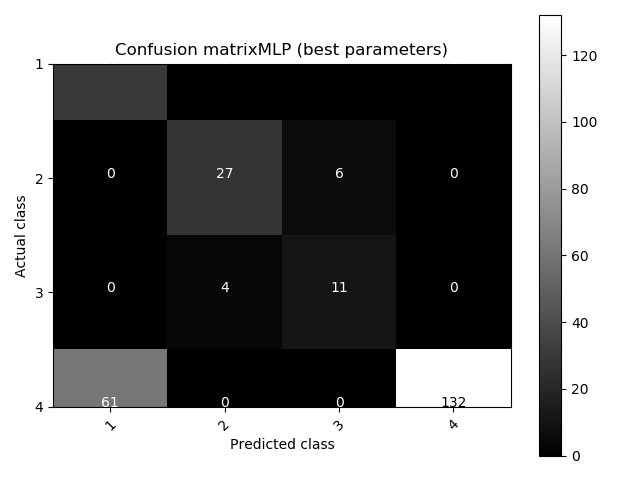 Confusion matrixMLP (best parameters)
1
2
3
4
Actual class
0 27 6 0
0 4 11 0
61 0 0 132
1 2 3 4
Predicted class
120
100
80
60
40
20
0